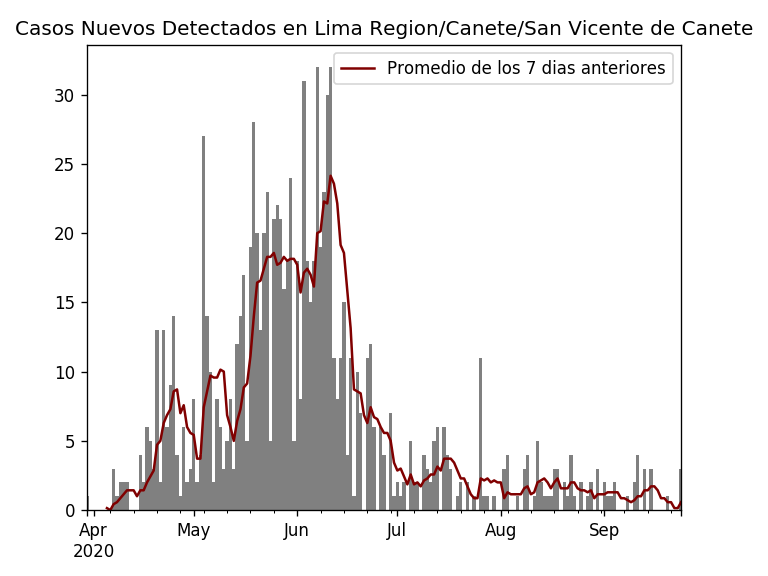 Casos Nuevos Detectados en Lima Region/Canete/San Vicente de Canete
Promedio de los 7 dias anteriores
30
25
20
15
10
5
0
Apr May Jun Jul Aug Sep
2020